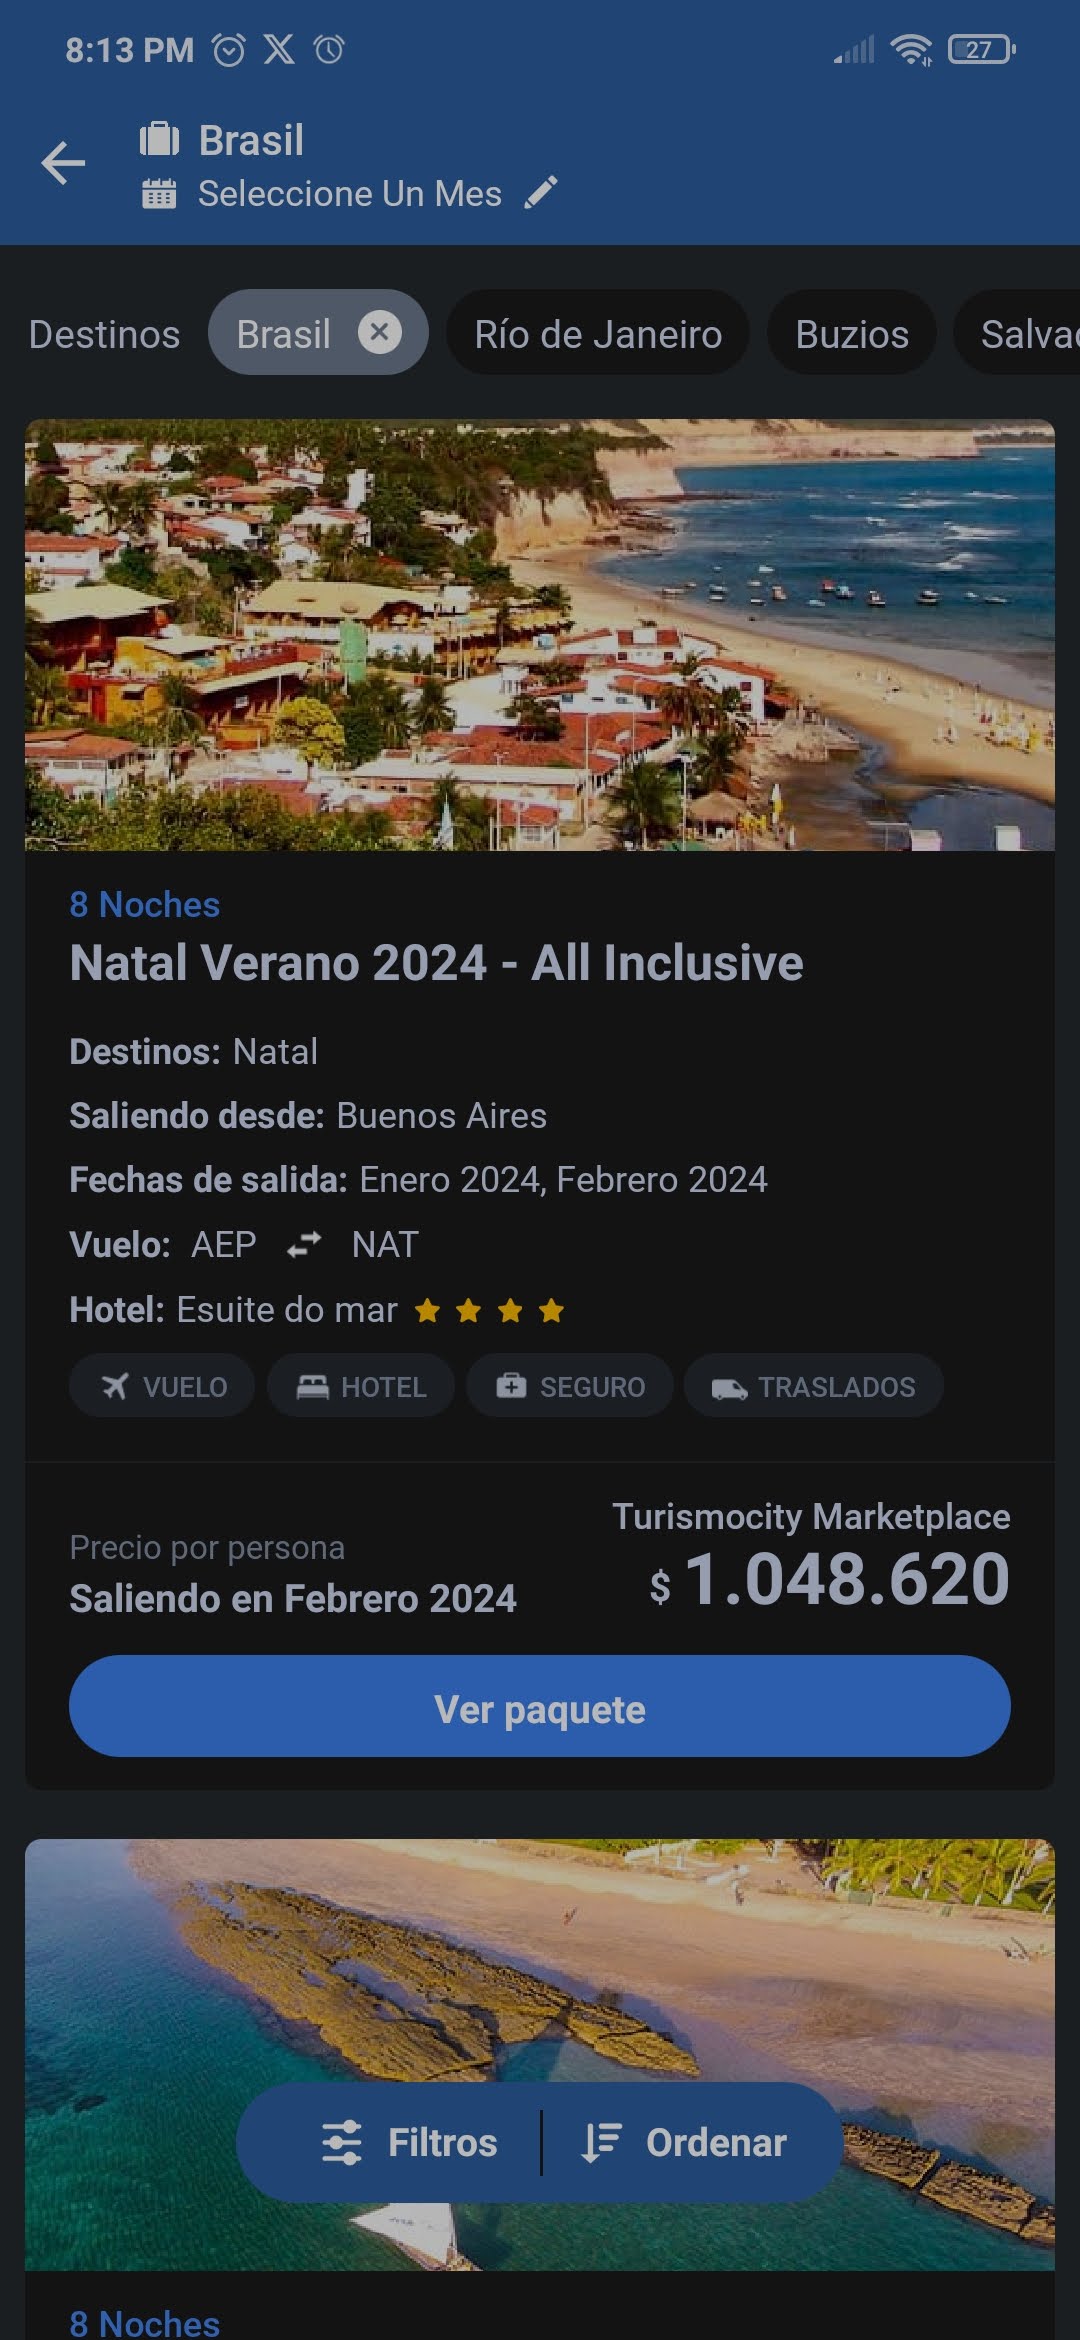 8:13 PM
27
Brasil
Seleccione Un Mes
Destinos Brasil Río de Janeiro Buzios
8 Noches
Natal Verano 2024 - All Inclusive
Destinos: Natal
Saliendo desde: Buenos Aires
Fechas de salida: Enero 2024, Febrero 2024
Vuelo: AEP NAT
Hotel: Esuite do mar
VUELO HOTEL SEGURO TRASLADOS
Turismocity Marketplace
Precio por persona
$ 1.048.620
Saliendo en Febrero 2024
Ver paquete
Filtros Ordenar
8 Noches